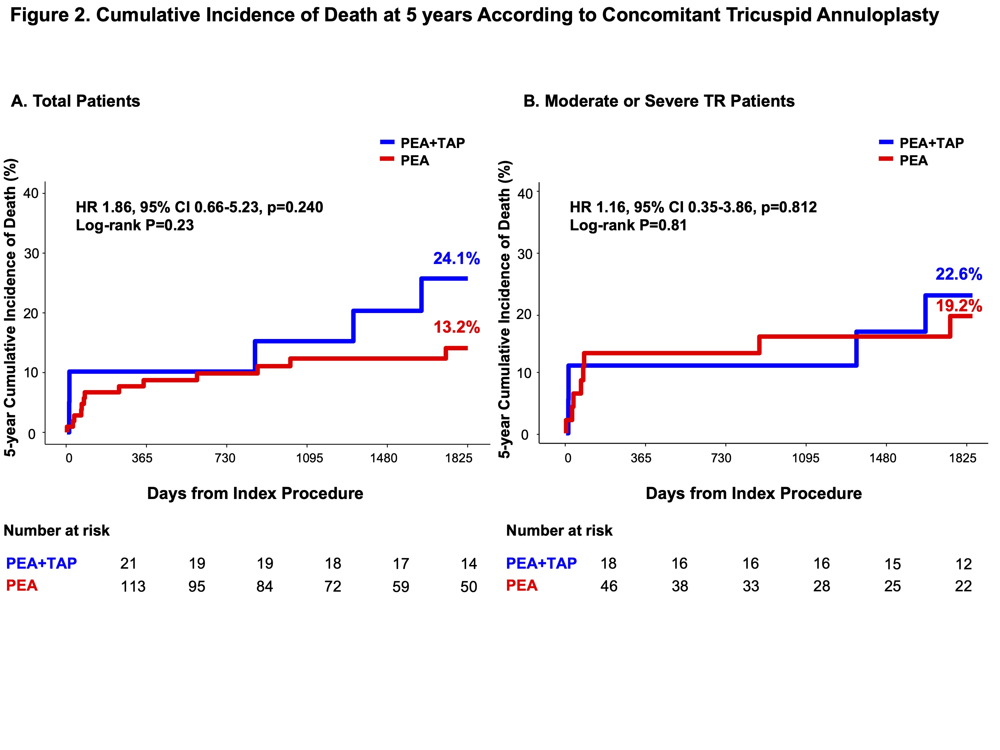 Figure 2. Cumulative Incidence of Death at 5 years According to Concomitant Tricuspid Annuloplasty
A. Total Patients
PEA+TAP
PEA
5-year Cumulative Incidence of Death (%)
40
30
20
10
0
HR 1.86, 95% CI 0.66-5.23, p=0.240
Log-rank P=0.23
24.1%
13.2%
0 365 730 1095 1480 1825
Days from Index Procedure
Number at risk
PEA+TAP 21 19 19 18 17 14
PEA 113 95 84 72 59 50
B. Moderate or Severe TR Patients
PEA+TAP
PEA
5-year Cumulative Incidence of Death (%)
40
30
20
10
0
HR 1.16, 95% CI 0.35-3.86, p=0.812
Log-rank P=0.81
22.6%
19.2%
0 365 730 1095 1480 1825
Days from Index Procedure
Number at risk
PEA+TAP 18 16 16 16 15 12
PEA 46 38 33 28 25 22